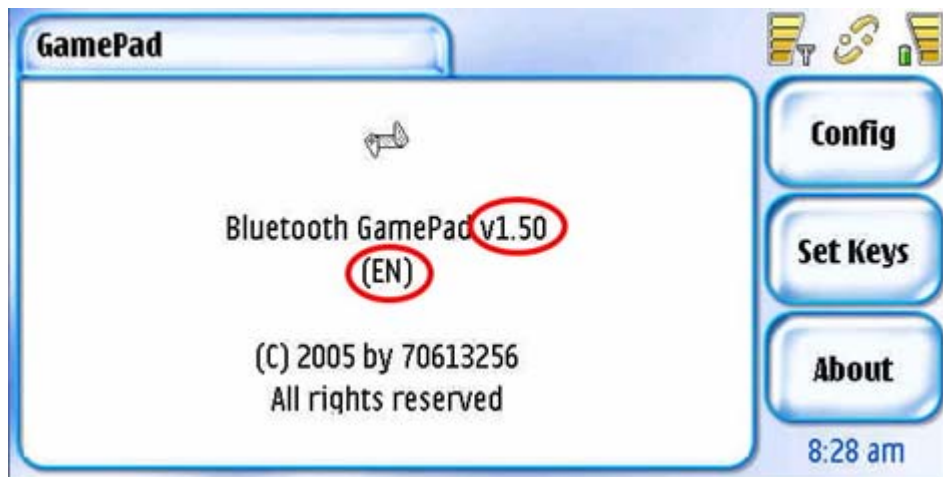 GamePad
Bluetooth GamePad v1.50
(EN)
(C) 2005 by 70613256
All rights reserved
Config
Set Keys
About
8:28 am